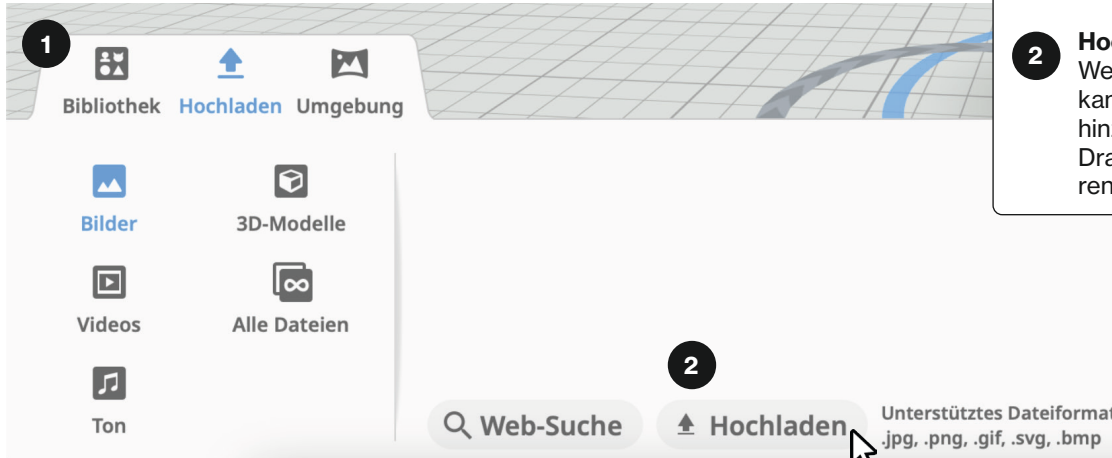 1
Bibliothek Hochladen Umgebung
Bilder 3D-Modelle
Videos Alle Dateien
Ton
2
Web-Suche Hochladen
Unterstütztes Dateiformat
.jpg, .png, .gif, .svg, .bmp
2